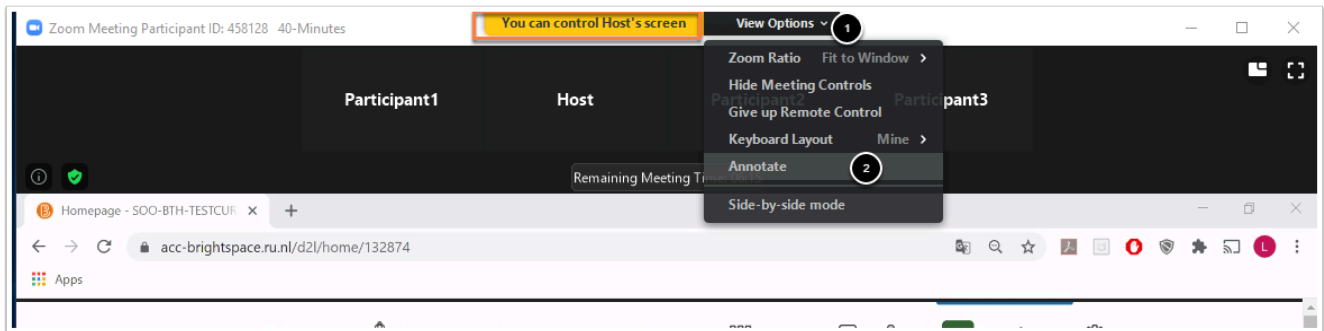 Zoom Meeting Participant ID: 458128 40-Minutes
You can control Host's screen
View Options
1
Zoom Ratio Fit to Window
Hide Meeting Controls
Give up Remote Control
Keyboard Layout Mine
Annotate
2
Side-by-side mode
Participant1 Host Participant2 Participant3
Remaining Meeting
Homepage - SOO-BTH-TESTCUR
acc-brightspace.ru.nl/d2l/home/132874
L
Apps